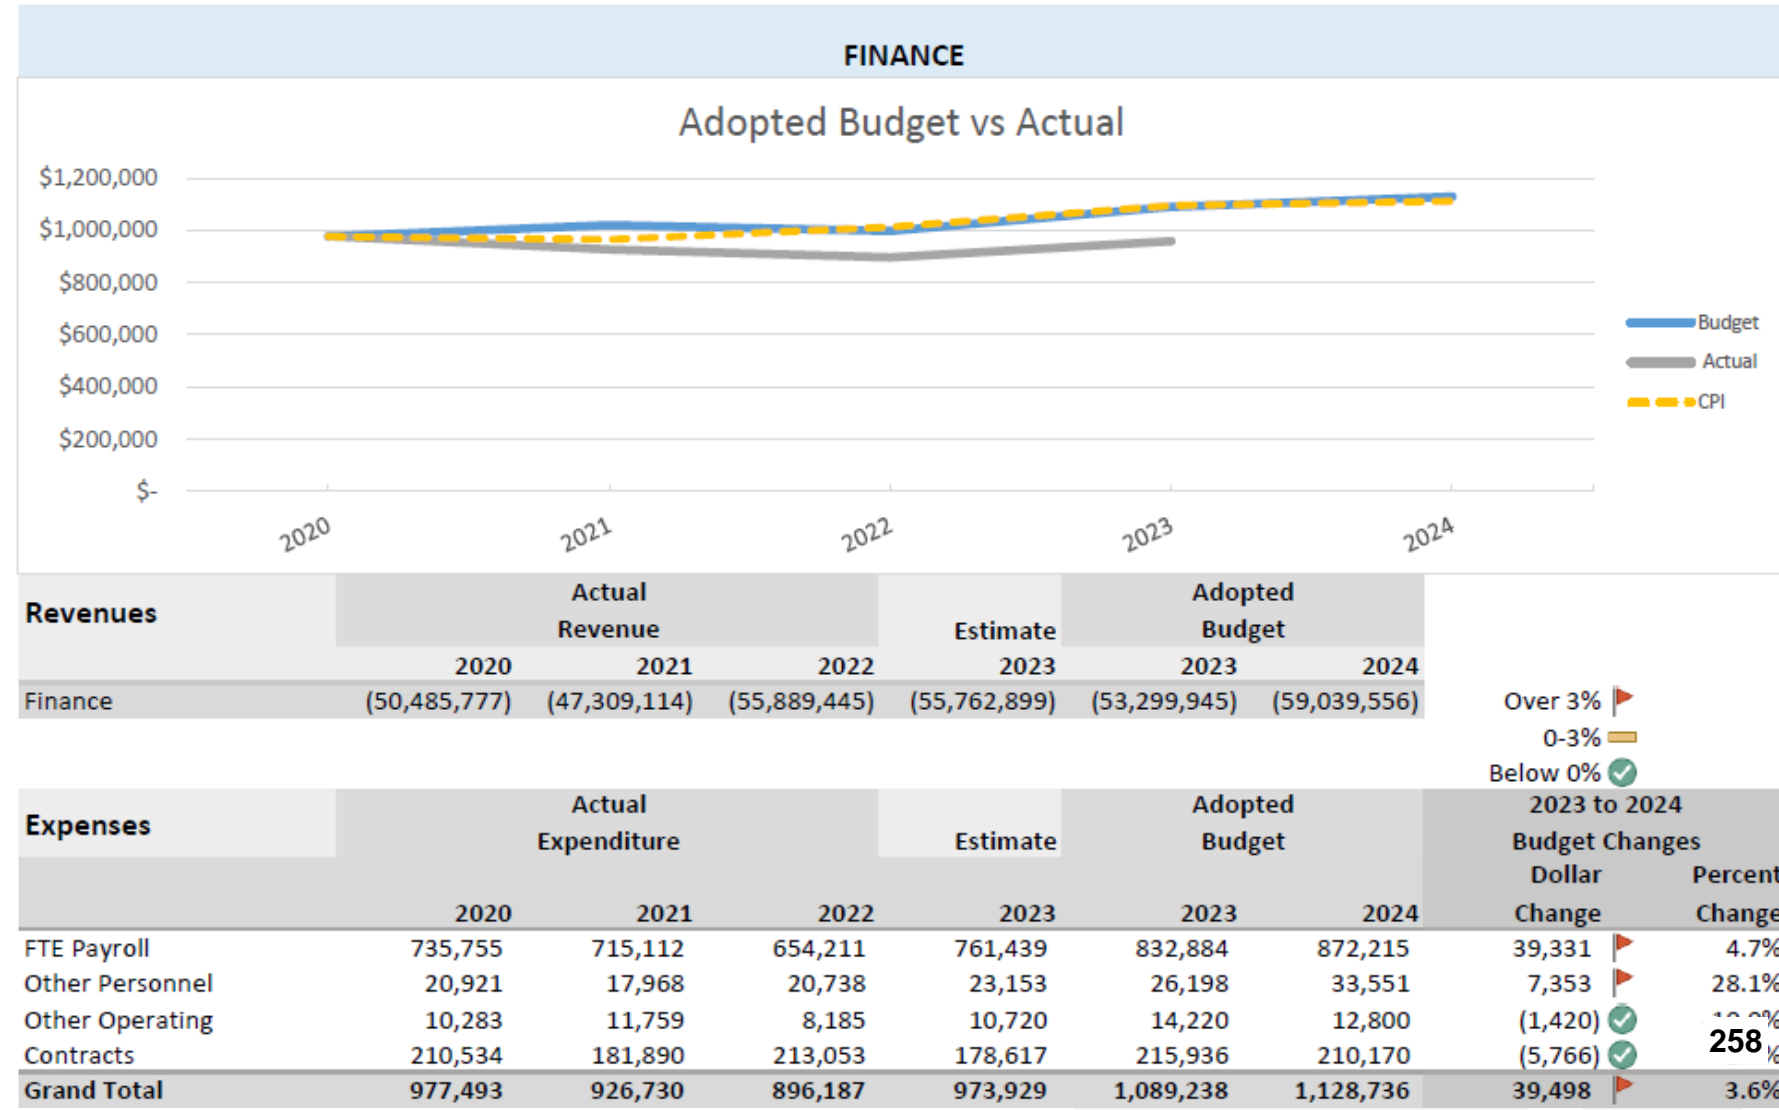 FINANCE
Adopted Budget vs Actual
$1,200,000
$1,000,000
$800,000
$600,000
$400,000
$200,000
$-
2020 2021 2022 2023 2024
Budget
Actual
CPI
Revenues Actual Adopted
Revenue Estimate Budget
2020 2021 2022 2023 2023 2024
Finance (50,485,777) (47,309,114) (55,889,445) (55,762,899) (53,299,945) (59,039,556) Over 3%
0-3%
Below 0%
Expenses Actual Adopted 2023 to 2024
Expenditure Estimate Budget Budget Changes
Dollar Percent
2020 2021 2022 2023 2023 2024 Change Change
FTE Payroll 735,755 715,112 654,211 761,439 832,884 872,215 39,331 4.7%
Other Personnel 20,921 17,968 20,738 23,153 26,198 33,551 7,353 28.1%
Other Operating 10,283 11,759 8,185 10,720 14,220 12,800 (1,420)
258
Contracts 210,534 181,890 213,053 178,617 215,936 210,170 (5,766)
Grand Total 977,493 926,730 896,187 973,929 1,089,238 1,128,736 39,498 3.6%